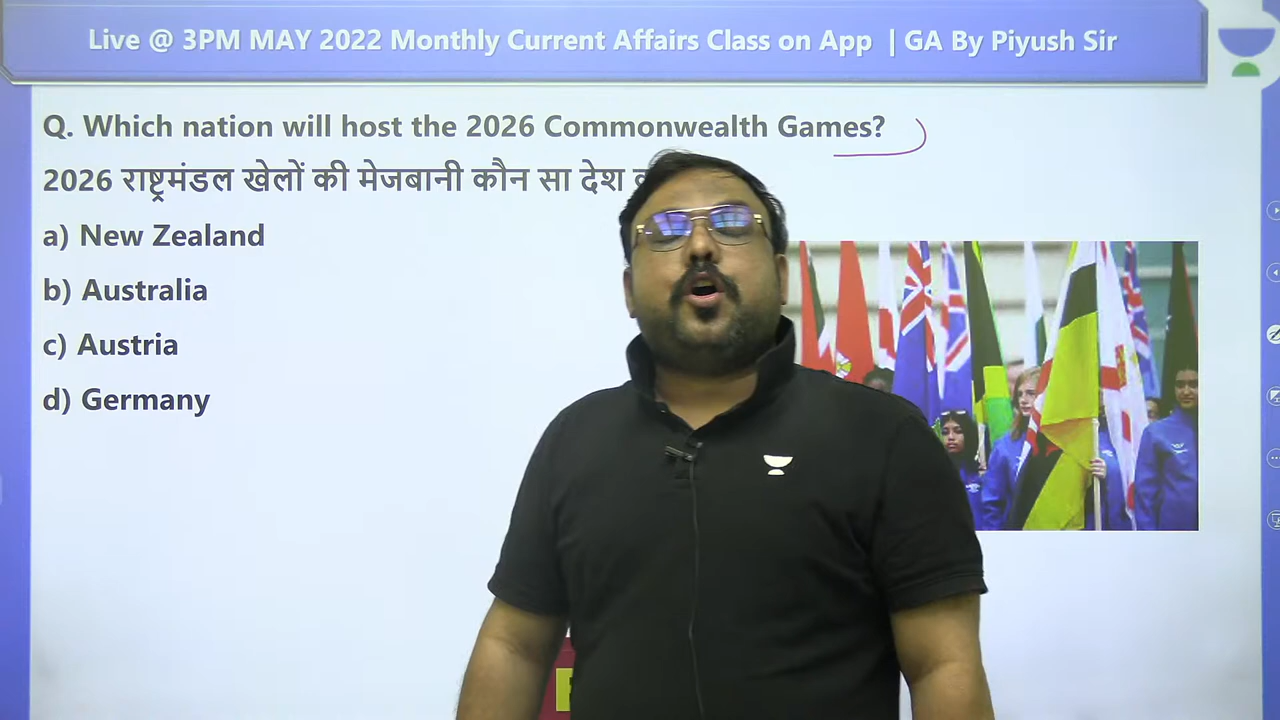 Live @ 3PM MAY 2022 Monthly Current Affairs Class on App | GA By Piyush Sir
Q. Which nation will host the 2026 Commonwealth Games?
2026 राष्ट्रमंडल खेलों की मेजबानी कौन सा देश
a) New Zealand
b) Australia
c) Austria
d) Germany